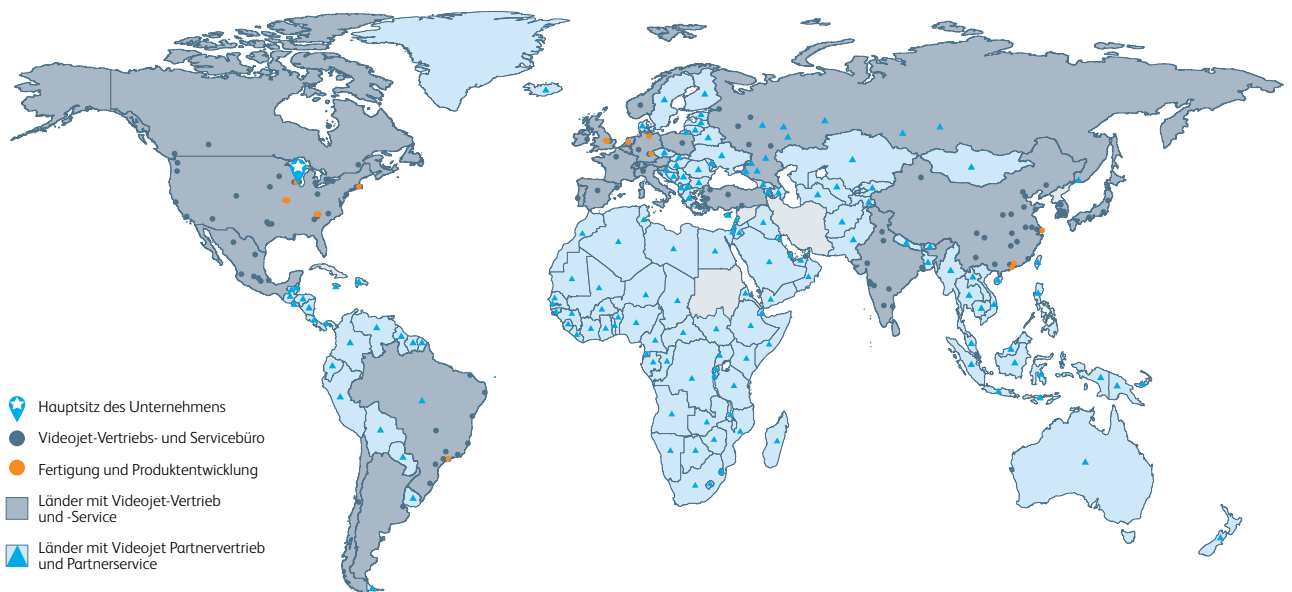 Hauptsitz des Unternehmens
Videojet-Vertriebs- und Servicebüro
Fertigung und Produktentwicklung
Länder mit Videojet-Vertrieb
und -Service
Länder mit Videojet Partnervertrieb
und Partnerservice